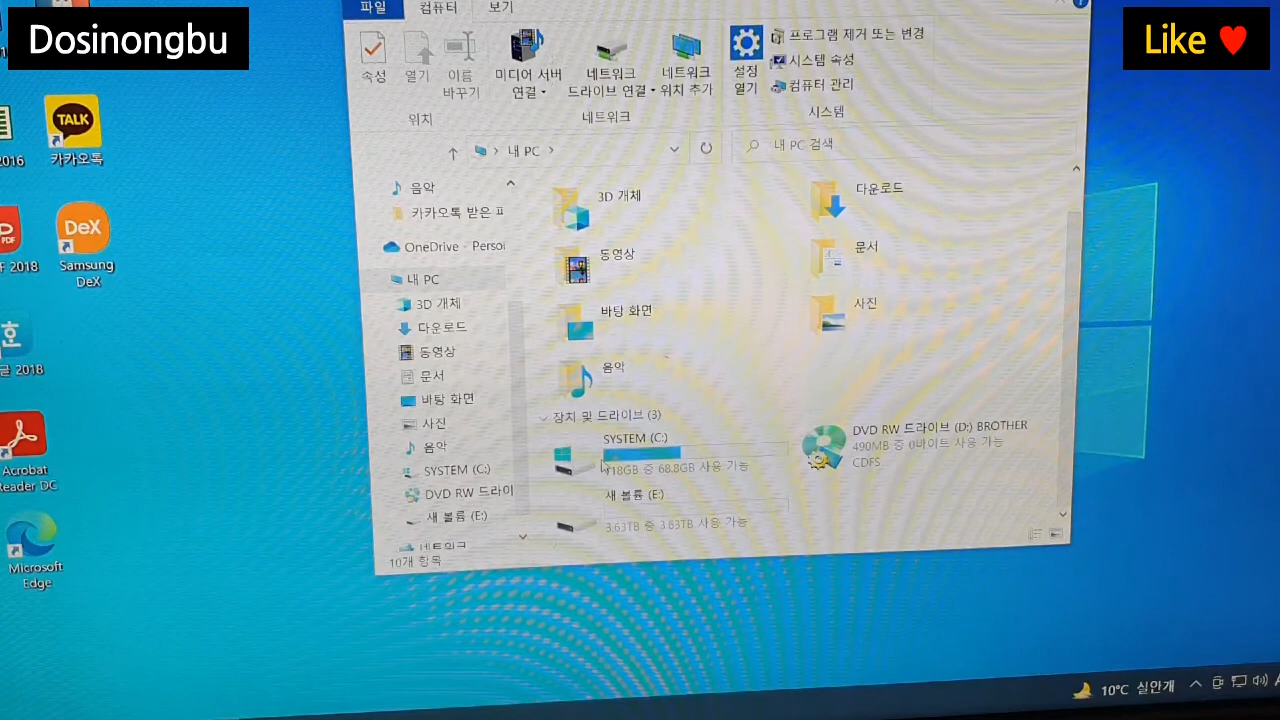 Dosinongbu
Like
파일
컴퓨터
보기
속성
열기
이름
바꾸기
미디어 서버
연결
네트워크
드라이브 연결
네트워크
위치 추가
설정
열기
프로그램 제거 또는 변경
시스템 속성
컴퓨터 관리
위치
네트워크
시스템
내 PC
내 PC 검색
2016
TALK
카카오톡
DeX
Samsung
DeX
PDF
2018
2018
Acrobat
Reader DC
Microsoft
Edge
음악
카카오톡 받은
OneDrive - Persor
내 PC
3D 개체
다운로드
동영상
문서
바탕 화면
사진
음악
SYSTEM (C:)
DVD RW 드라이
새 볼륨 (E:)
네트워크
10개 항목
3D 개체
다운로드
동영상
문서
바탕 화면
사진
음악
장치 및 드라이브 (3)
SYSTEM (C:)
118GB 중 68.8GB 사용 가능
DVD RW 드라이브 (D:) BROTHER
490MB 중 0바이트 사용 가능
CDFS
새 볼륨 (E:)
3.63TB 중 3.63TB 사용 가능
10°C 실안개